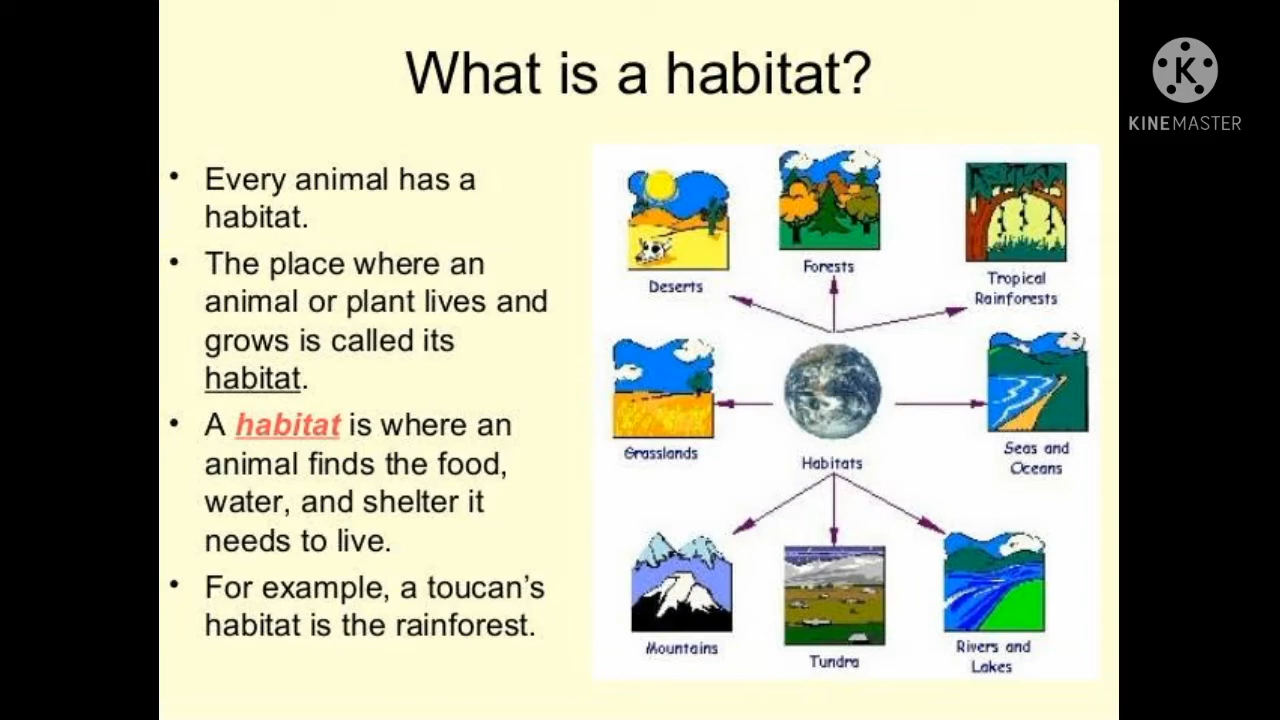 What is a habitat?
• Every animal has a
habitat.
• The place where an
animal or plant lives and
grows is called its
habitat.
• A habitat is where an
animal finds the food,
water, and shelter it
needs to live.
• For example, a toucan’s
habitat is the rainforest.
Deserts
Forests
Tropical
Rainforests
Grasslands
Habitats
Seas and
Oceans
Mountains
Tundra
Rivers and
Lakes
K
KINEMASTER